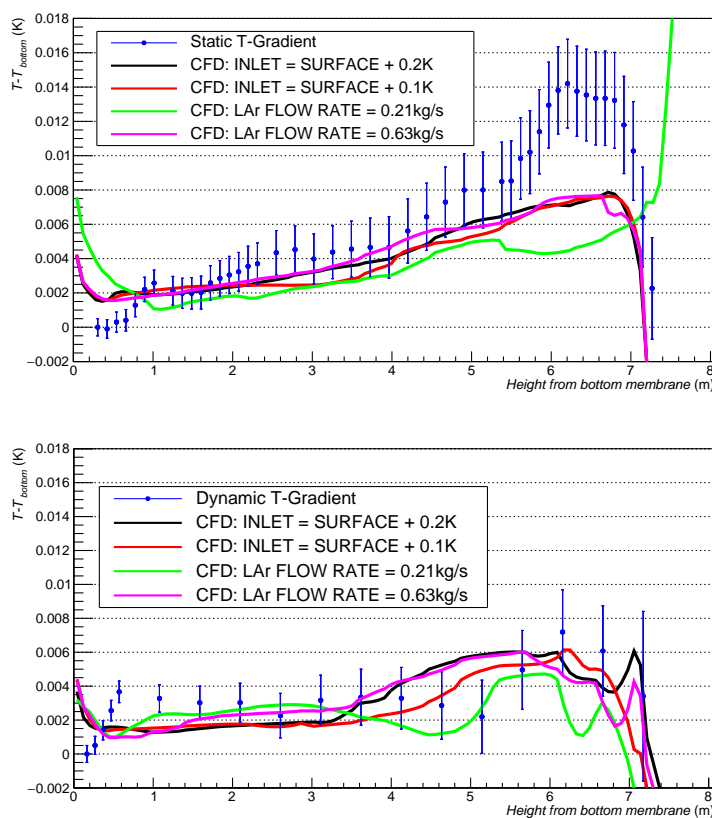 T-T bottom (K)
0.018
0.016
0.014
0.012
0.01
0.008
0.006
0.004
0.002
0
−0.002
Static T-Gradient
CFD: INLET = SURFACE + 0.2K
CFD: INLET = SURFACE + 0.1K
CFD: LAr FLOW RATE = 0.21kg/s
CFD: LAr FLOW RATE = 0.63kg/s
0 1 2 3 4 5 6 7 8
Height from bottom membrane (m)
T-T bottom (K)
0.018
0.016
0.014
0.012
0.01
0.008
0.006
0.004
0.002
0
−0.002
Dynamic T-Gradient
CFD: INLET = SURFACE + 0.2K
CFD: INLET = SURFACE + 0.1K
CFD: LAr FLOW RATE = 0.21kg/s
CFD: LAr FLOW RATE = 0.63kg/s
0 1 2 3 4 5 6 7 8
Height from bottom membrane (m)